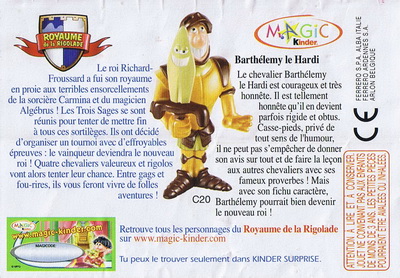 ROYAUME
de la RIGOLADE
Le roi Richard-
Froussard a fui son royaume
en proie aux terribles ensorcellements
de la sorcière Carmina et du magicien
Algébrus ! Les Trois Sages se sont
réunis pour tenter de mettre fin
à tous ces sortilèges. Ils ont décidé
d'organiser un tournoi avec d'effroyables
épreuves : le vainqueur deviendra le nouveau
roi ! Quatre chevaliers valeureux et rigolos
vont alors tenter leur chance. Entre gags et
fou-rires, ils vous feront vivre de folles
aventures !
C20
MAGiC
Kinder
Barthélemy le Hardi
Le chevalier Barthélemy
le Hardi est courageux et très
honnête. Il est tellement
honnête qu'il en devient
parfois rigide et obtus.
Casse-pieds, privé de
tout sens de l'humour,
il ne peut pas s'empêcher de donner
son avis sur tout et de faire la leçon
aux autres chevaliers avec ses
fameux proverbes ! Mais
avec son fichu caractère,
Barthélemy pourrait bien devenir
le nouveau roi !
FERRERO S.P.A. ALBA ITALIE
FERRERO ARDENNES S.A.
ARLON BELGIQUE
CE
ATTENTION : A LIRE ET A CONSERVER.
JOUET NE CONVENANT PAS AUX ENFANTS
DE MOINS DE 3 ANS. LES PETITES PIECES
POURRAIENT ETRE AVALEES OU INHALEES.
www.magic-kinder.com
MAGICODE
Retrouve tous les personnages du Royaume de la Rigolade
sur www.magic-kinder.com
Tu peux le trouver seulement dans KINDER SURPRISE.